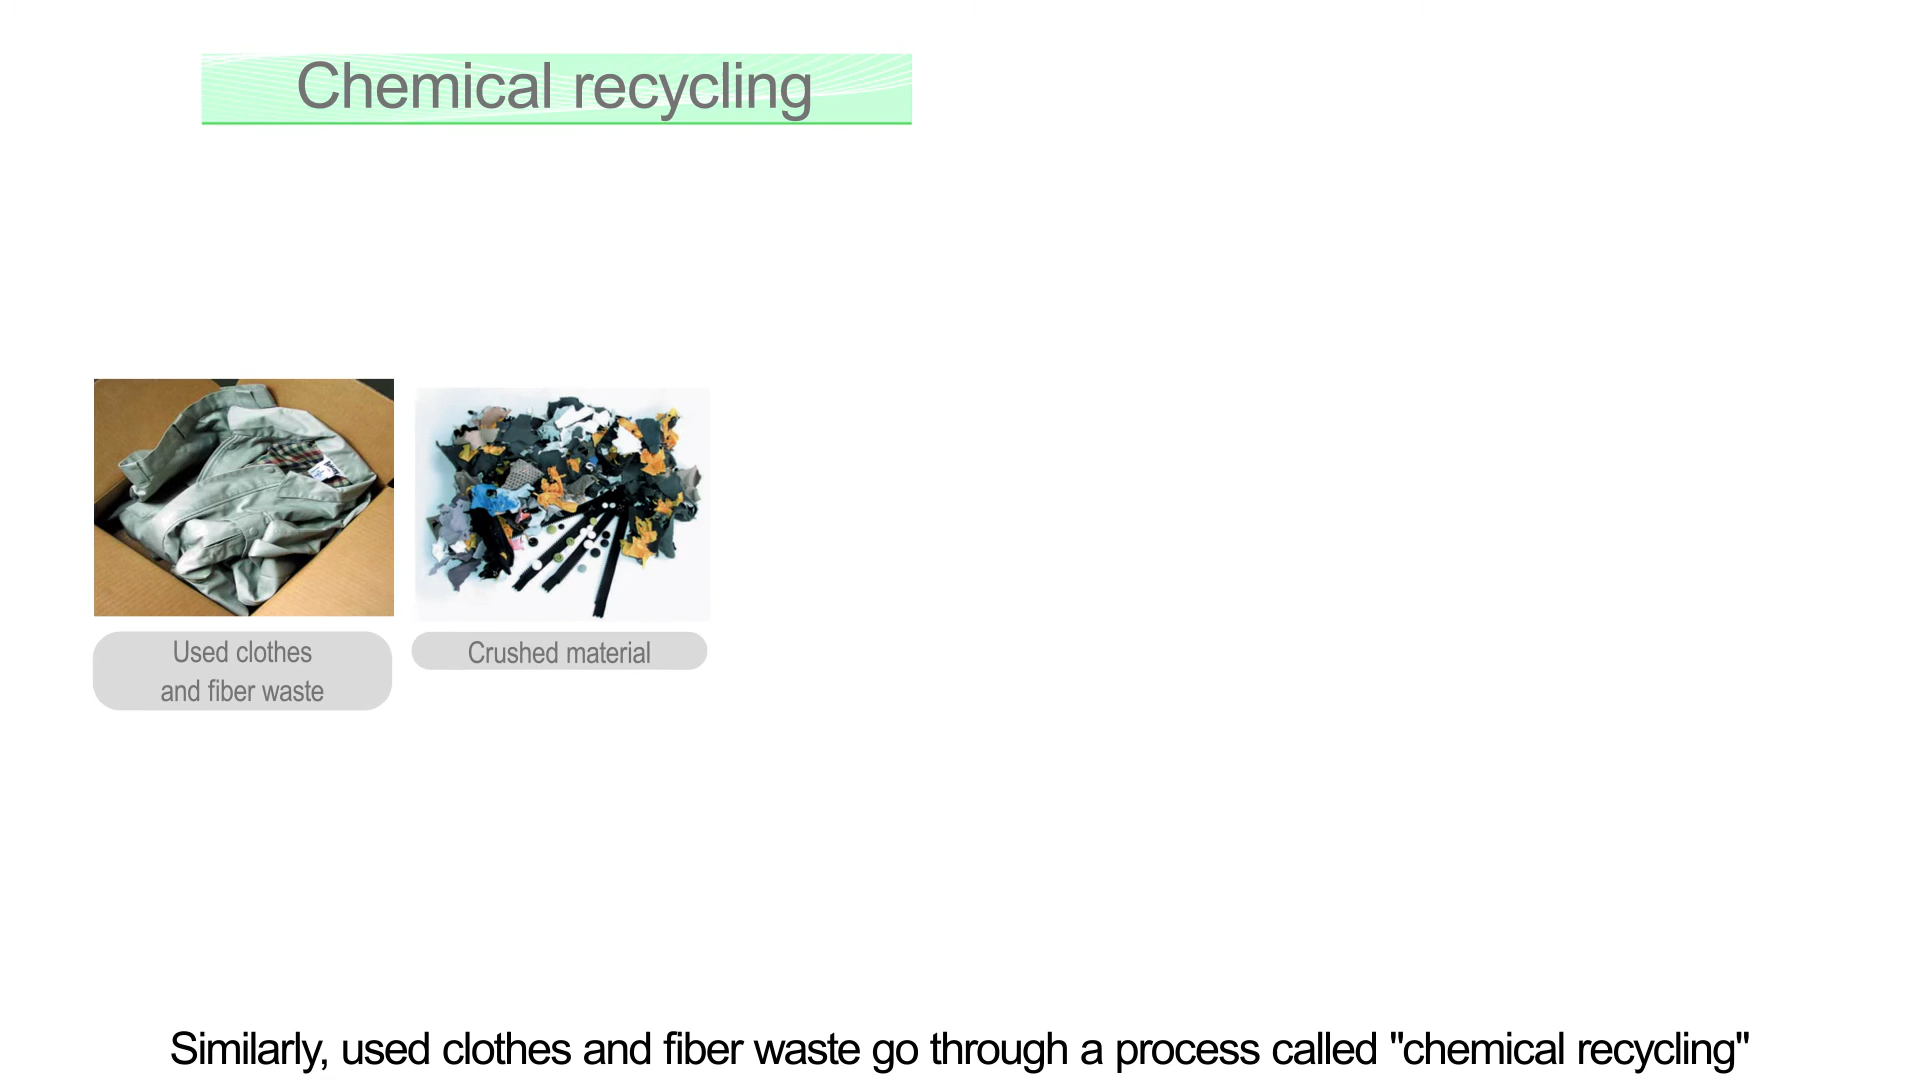 Chemical recycling
Used clothes
and fiber waste
Crushed material
Similarly, used clothes and fiber waste go through a process called "chemical recycling"